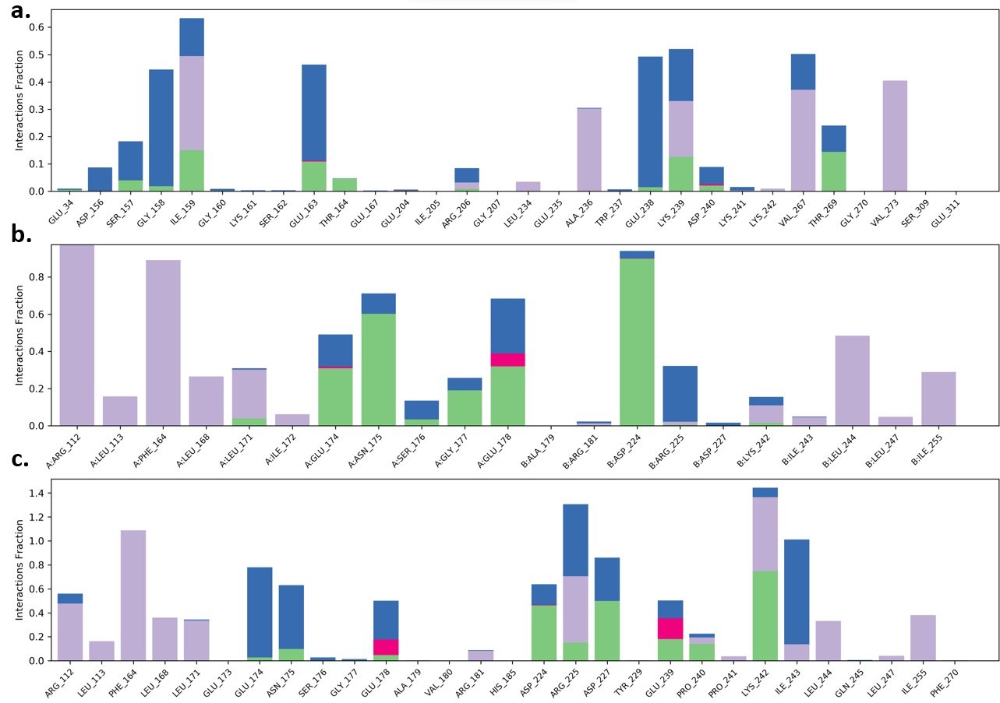 a.
Interactions Fraction
0.6
0.5
0.4
0.3
0.2
0.1
0.0
GLU_34 ASP_156 SER_157 GLY_158 ILE_159 GLY_160 LYS_161 SER_162 GLU_163 THR_164 GLU_167 GLU_204 ILE_205 ARG_206 GLY_207 LEU_234 GLU_235 ALA_236 TRP_237 GLU_238 LYS_239 ASP_240 LYS_241 LYS_242 VAL_267 THR_269 GLY_270 VAL_273 SER_309 GLU_311
b.
Interactions Fraction
0.8
0.6
0.4
0.2
0.0
A:ARG_112 A:LEU_113 A:PHE_164 A:LEU_168 A:LEU_171 A:ILE_172 A:GLU_174 A:ASN_175 A:SER_176 A:GLY_177 A:GLU_178 B:ALA_179 B:ARG_181 B:ASP_224 B:ARG_225 B:ASP_227 B:LYS_242 B:ILE_243 B:LEU_244 B:LEU_247 B:ILE_255
c.
Interactions Fraction
1.4
1.2
1.0
0.8
0.6
0.4
0.2
0.0
ARG_112 LEU_113 PHE_164 LEU_168 LEU_171 GLU_173 GLU_174 ASN_175 SER_176 GLY_177 GLU_178 ALA_179 VAL_180 ARG_181 HIS_185 ASP_224 ARG_225 ASP_227 TYR_229 GLU_239 PRO_240 PRO_241 LYS_242 ILE_243 LEU_244 GLN_245 LEU_247 ILE_255 PHE_270